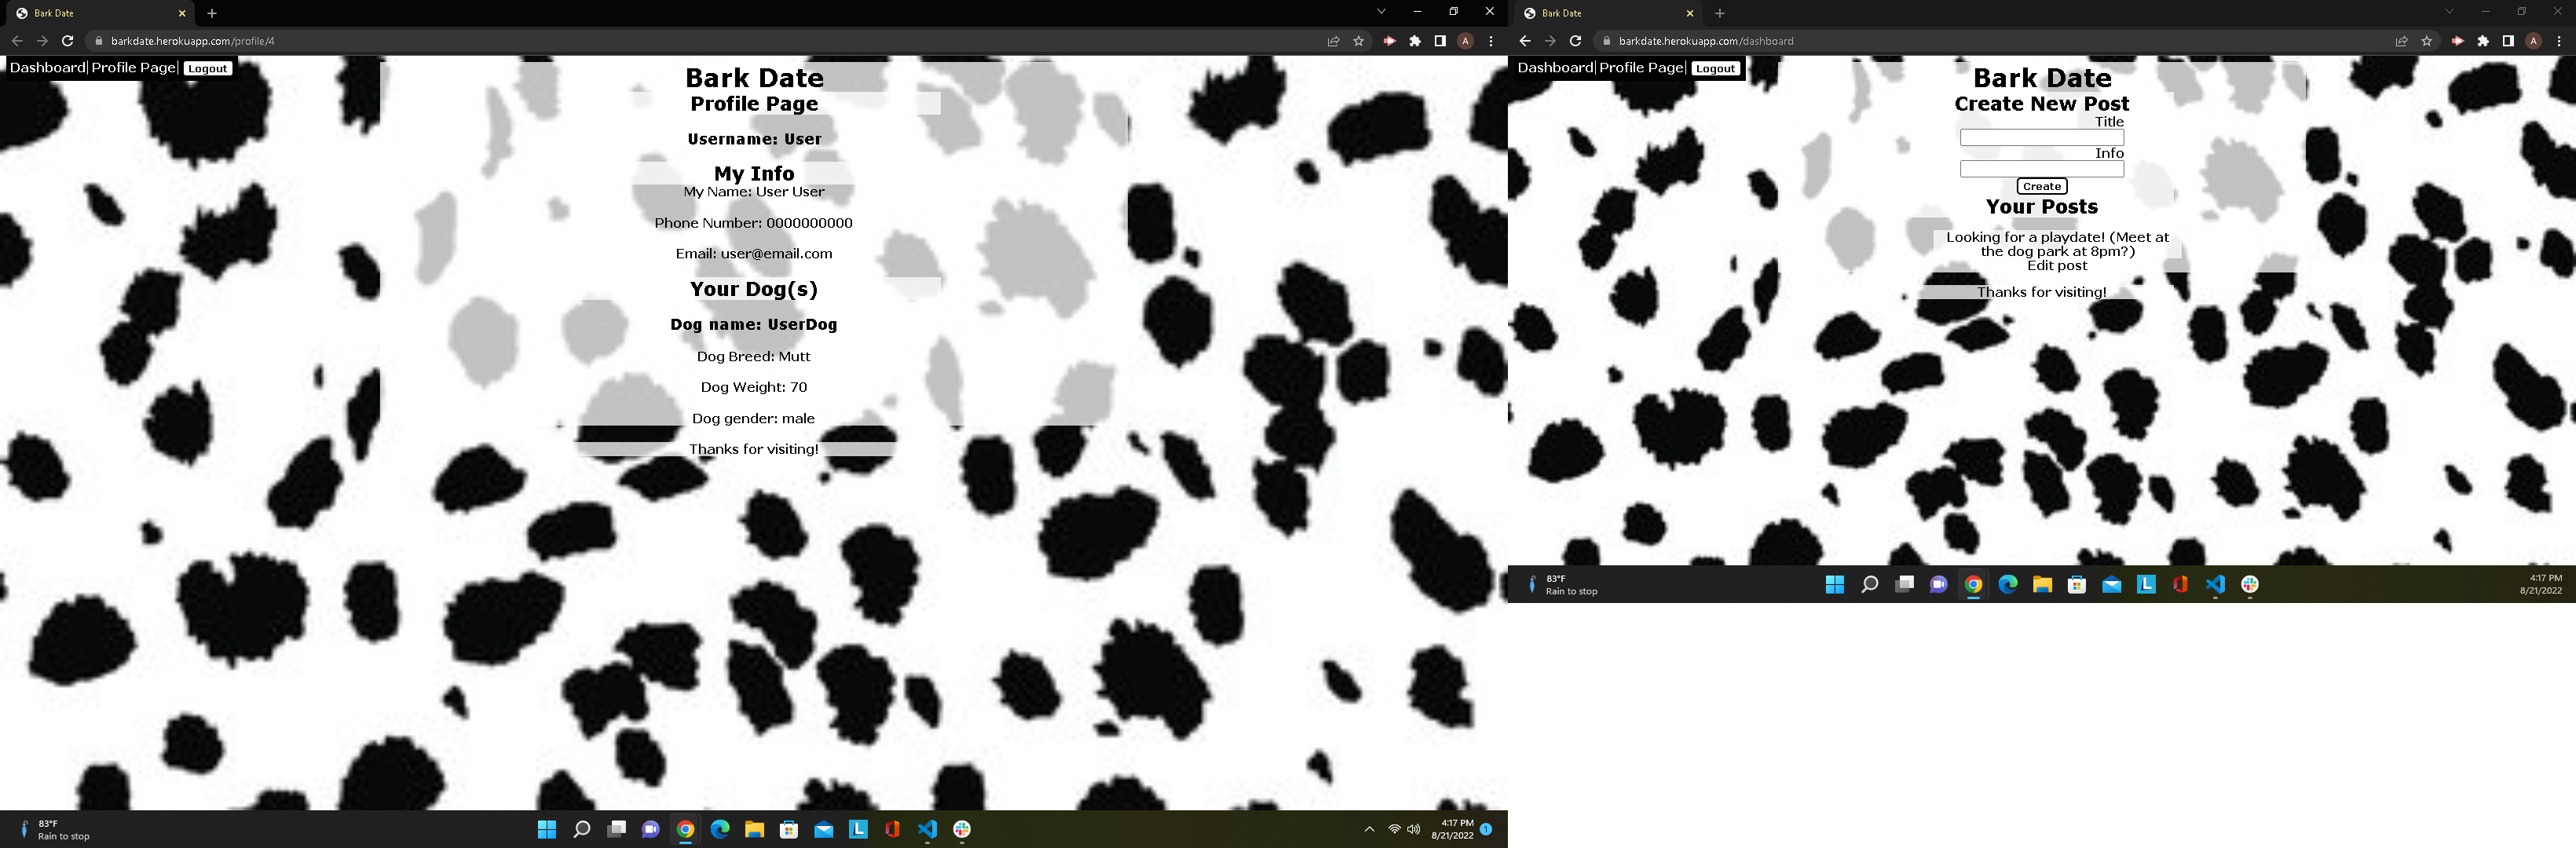 Bark Date
barkdate.herokuapp.com/profile/4
A
Dashboard| Profile Page| Logout
Bark Date
Profile Page
Username: User
My Info
My Name: User User
Phone Number: 0000000000
Email: user@email.com
Your Dog(s)
Dog name: UserDog
Dog Breed: Mutt
Dog Weight: 70
Dog gender: male
Thanks for visiting!
83°F
Rain to stop
L
4:17 PM
8/21/2022
1
Bark Date
barkdate.herokuapp.com/dashboard
A
Dashboard| Profile Page| Logout
Bark Date
Create New Post
Title
Info
Create
Your Posts
Looking for a playdate! (Meet at
the dog park at 8pm?)
Edit post
Thanks for visiting!
83°F
Rain to stop
L
4:17 PM
8/21/2022